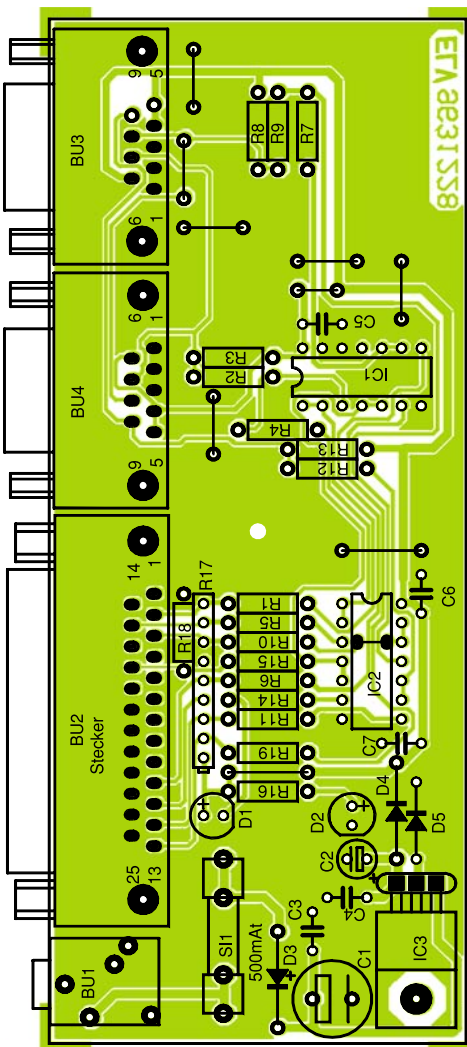 ELV 9631228
9
5
BU3
6
1
R8
R9
R7
6
1
BU4
9
5
C5
R3
R2
IC1
R4
R13
R12
14
1
BU2
Stecker
25
13
R17
R18
R1
R5
R10
R15
R6
R14
R11
R19
R16
IC2
C6
C7
D4
D5
D1
+
D2
+
C2
+
C4
BU1
SI1
500mAt
D3
+
C3
C1
IC3